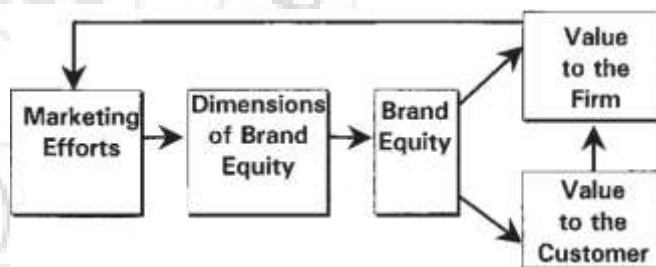 Marketing
Efforts
Dimensions
of Brand
Equity
Brand
Equity
Value
to the
Firm
Value
to the
Customer